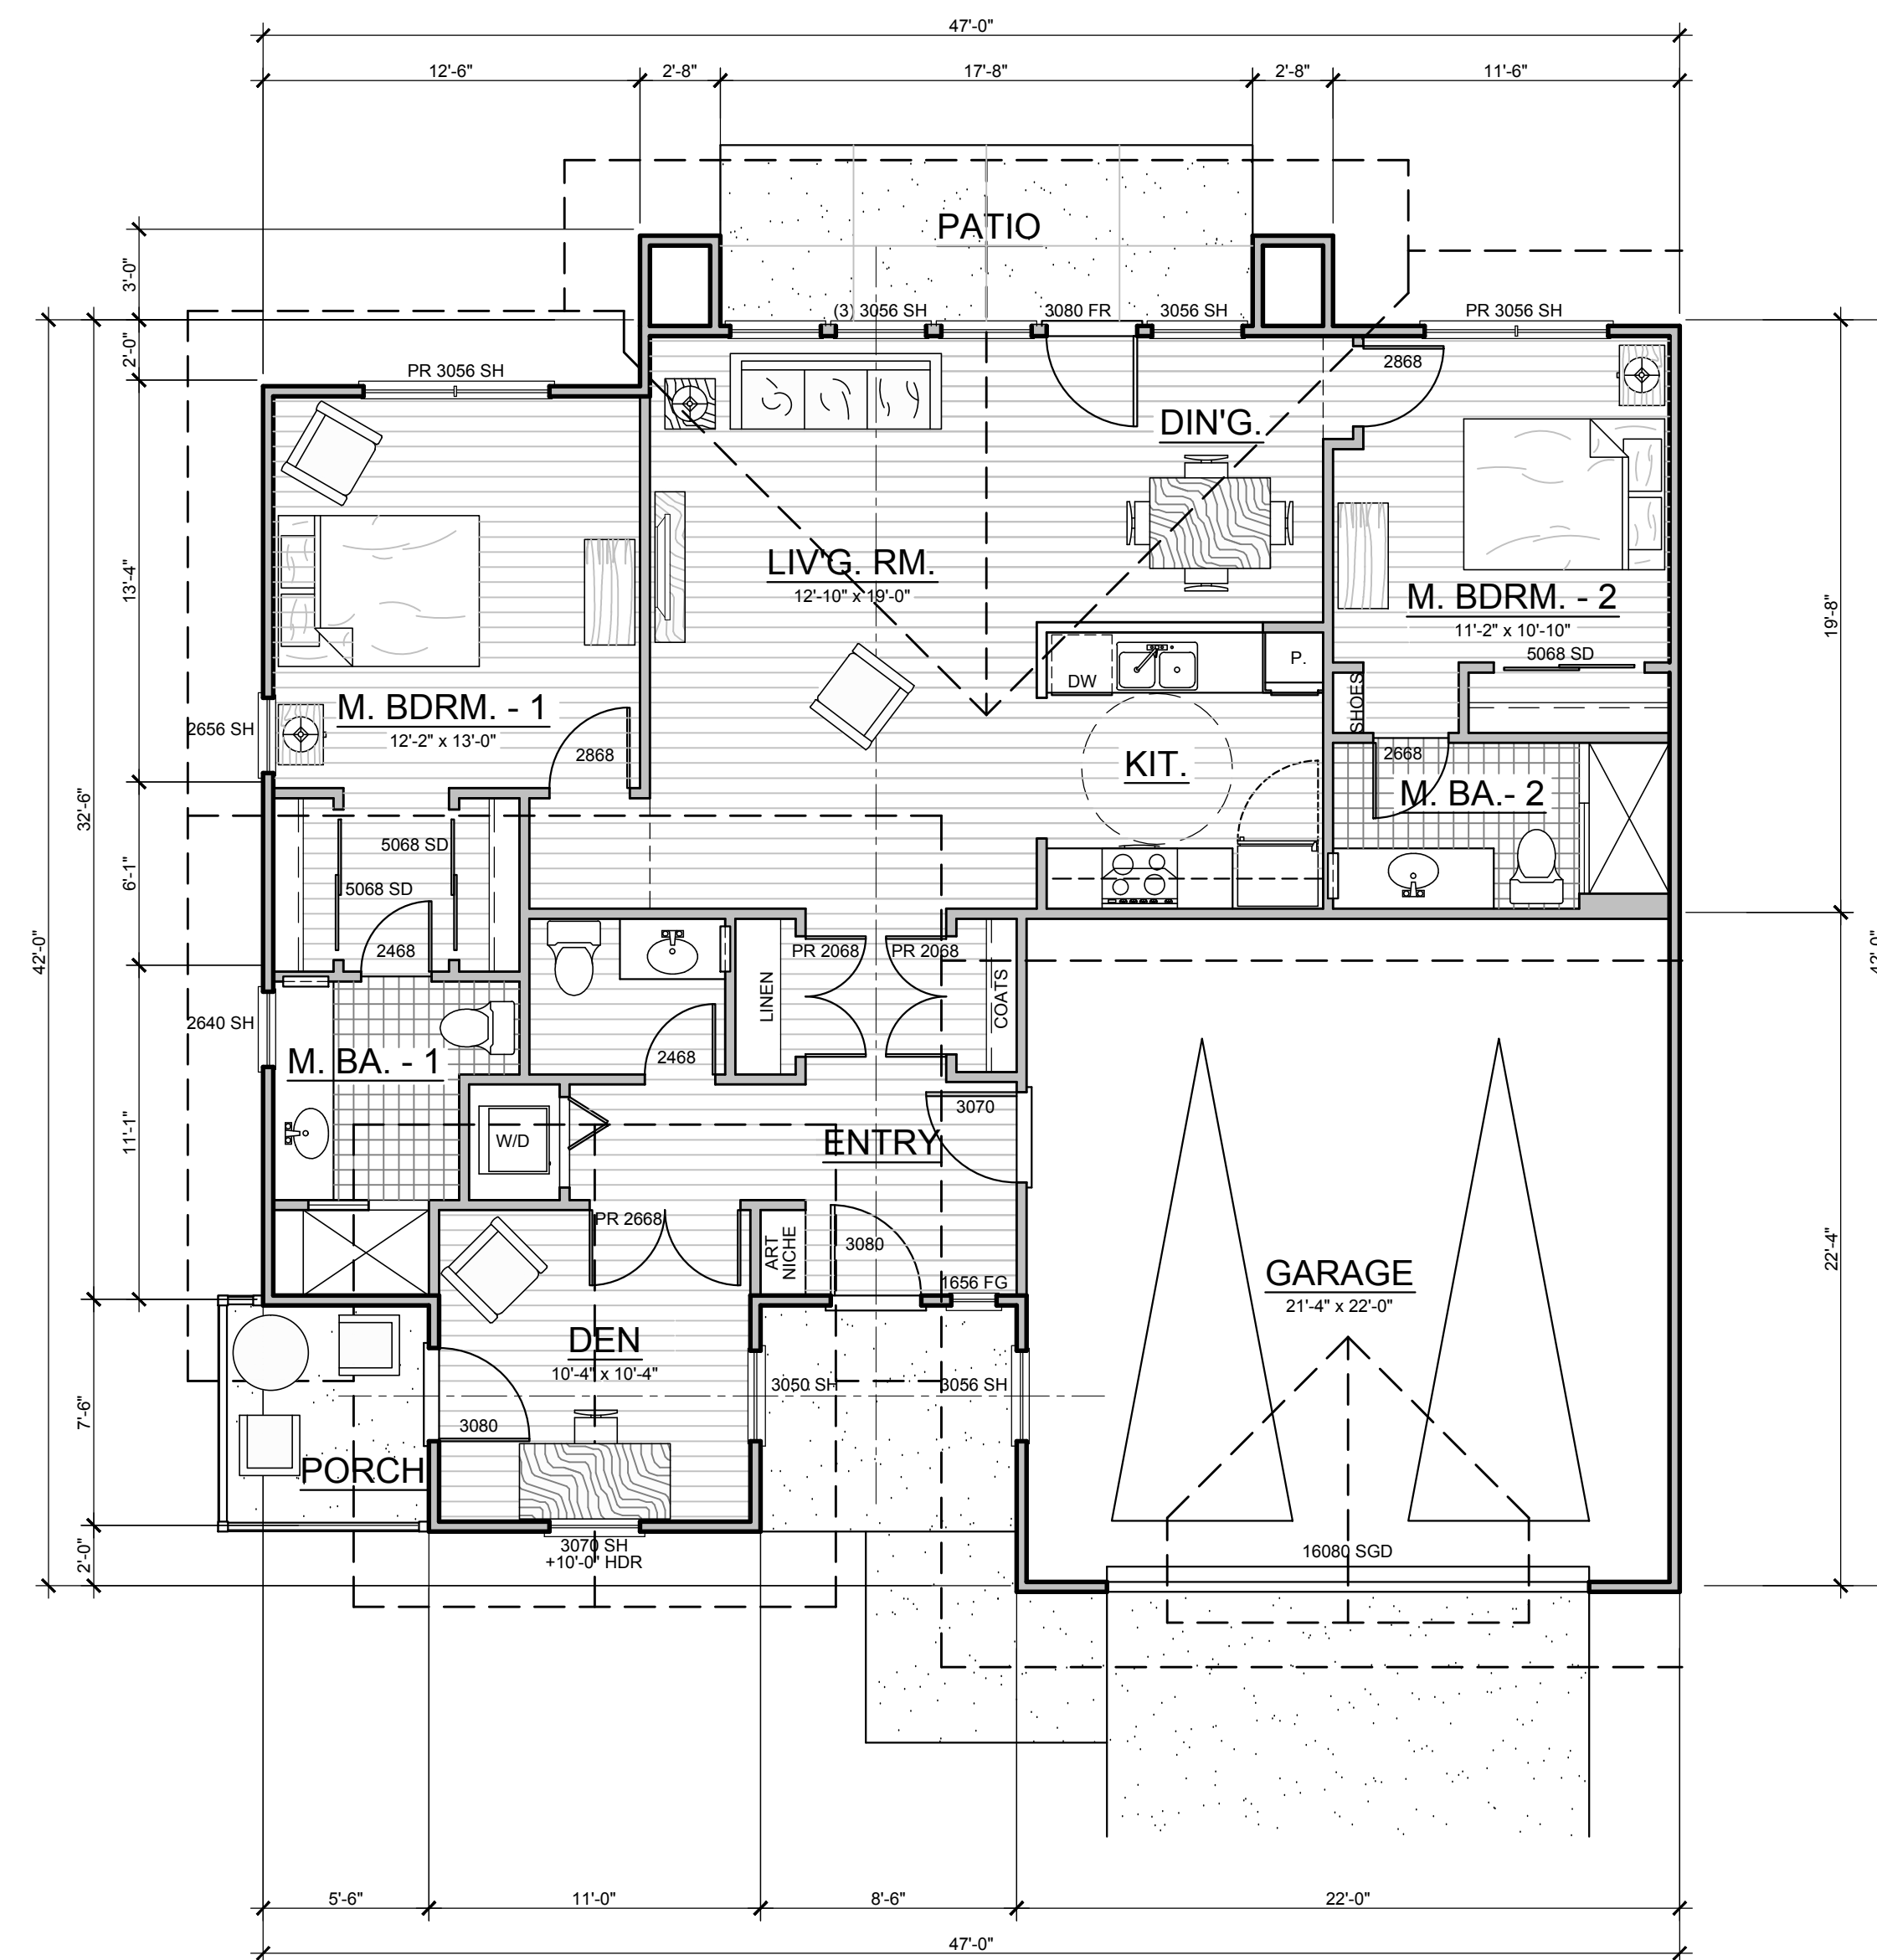 47'-0"
12'-6"
2'-8"
17'-8"
2'-8"
11'-6"
PATIO
3'-0"
2'-0"
(3) 3056 SH
3080 FR
3056 SH
PR 3056 SH
PR 3056 SH
2868
DIN'G.
13'-4"
LIV'G. RM.
12'-10" x 19'-0"
M. BDRM. - 2
11'-2" x 10'-10"
19'-8"
5068 SD
P.
DW
SHOES
M. BDRM. - 1
12'-2" x 13'-0"
2656 SH
2868
KIT.
2668
M. BA.- 2
32'-6"
6'-1"
5068 SD
5068 SD
2468
PR 2068
PR 2068
LINEN
COATS
42'-0"
42'-0"
2640 SH
M. BA. - 1
2468
11'-1"
W/D
3070
ENTRY
PR 2668
ART
NICHE
3080
1656 FG
GARAGE
21'-4" x 22'-0"
22'-4"
DEN
10'-4" x 10'-4"
3050 SH
3056 SH
7'-6"
3080
PORCH
2'-0"
3070 SH
+10'-0" HDR
16080 SGD
5'-6"
11'-0"
8'-6"
22'-0"
47'-0"